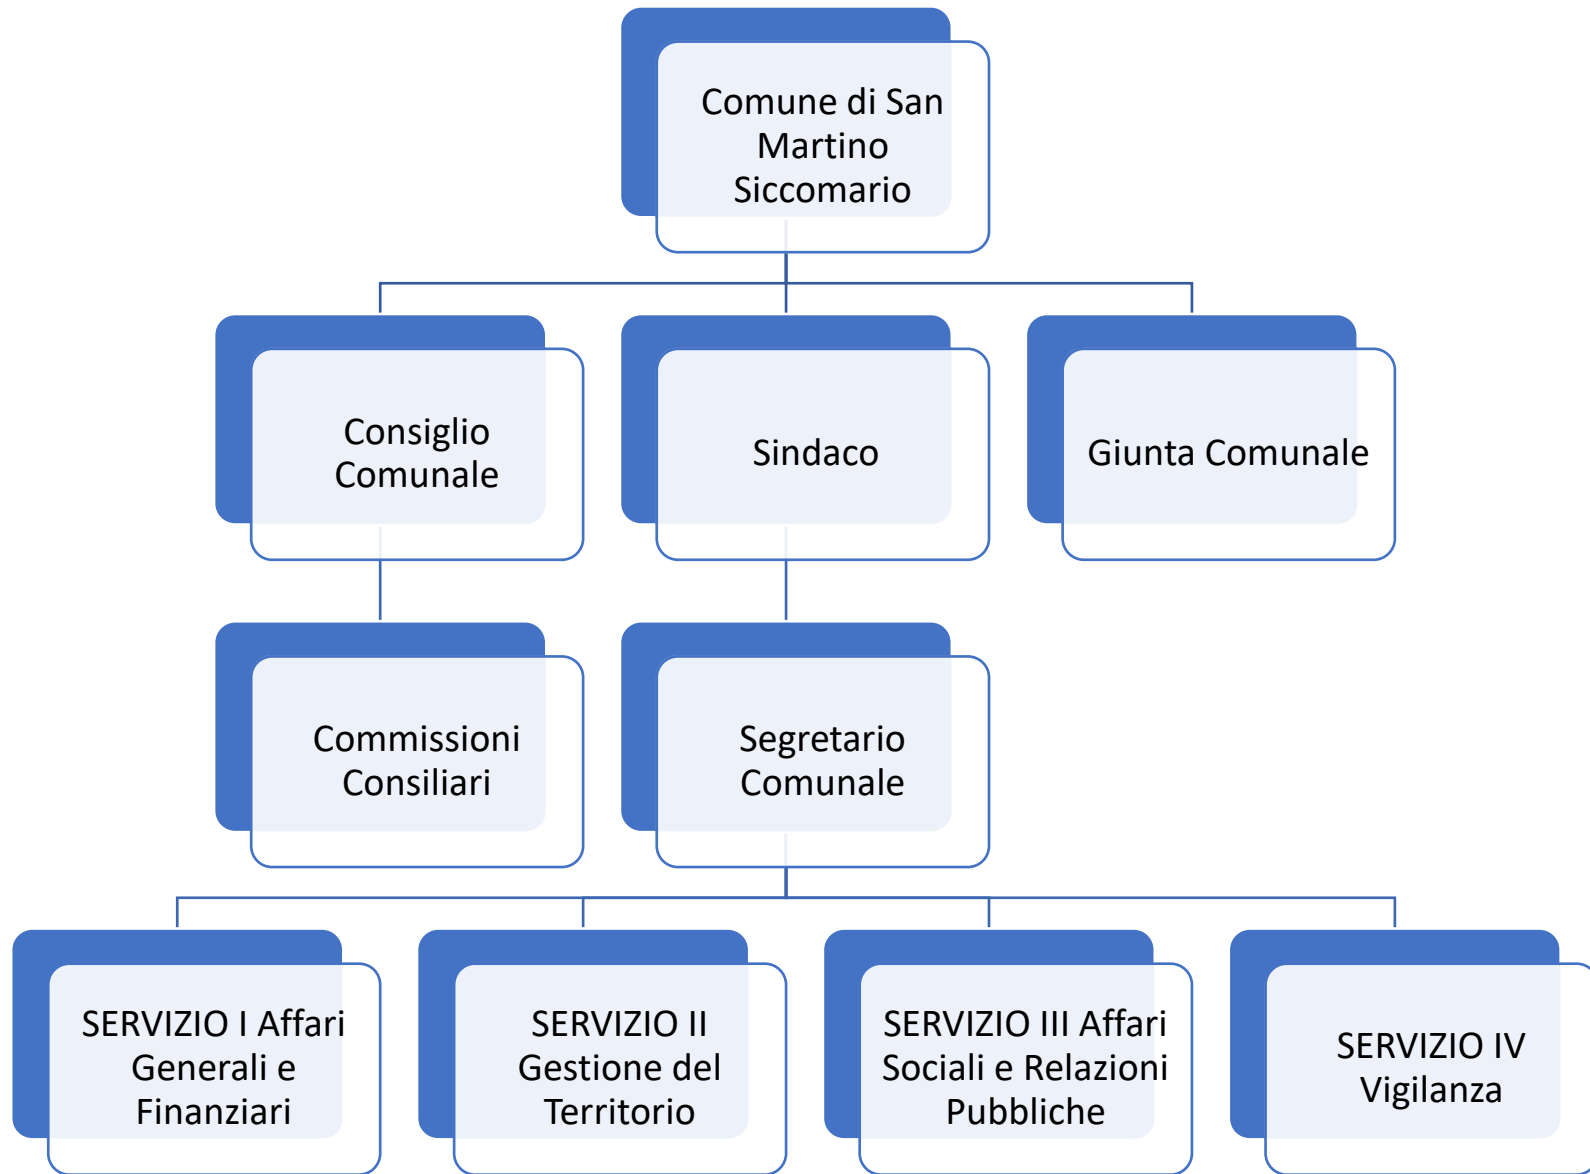 Comune di San
Martino
Siccomario
Consiglio
Comunale
Sindaco
Giunta Comunale
Commissioni
Consiliari
Segretario
Comunale
SERVIZIO I Affari
Generali e
Finanziari
SERVIZIO II
Gestione del
Territorio
SERVIZIO III Affari
Sociali e Relazioni
Pubbliche
SERVIZIO IV
Vigilanza